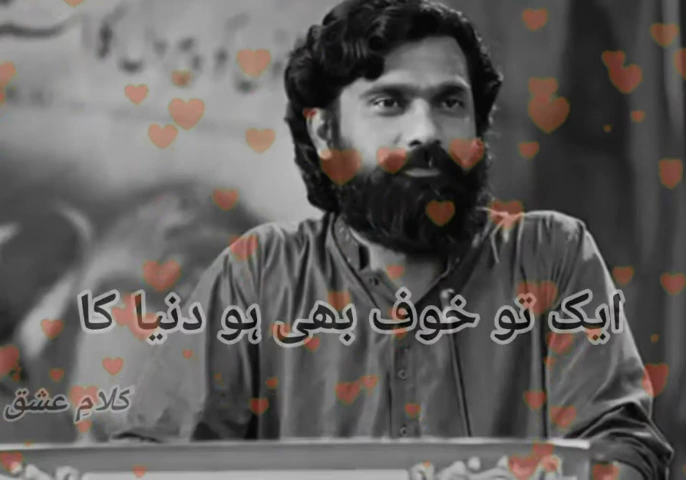 ایک تو خوف بھی ہو دنیا کا
کلامِ عشق